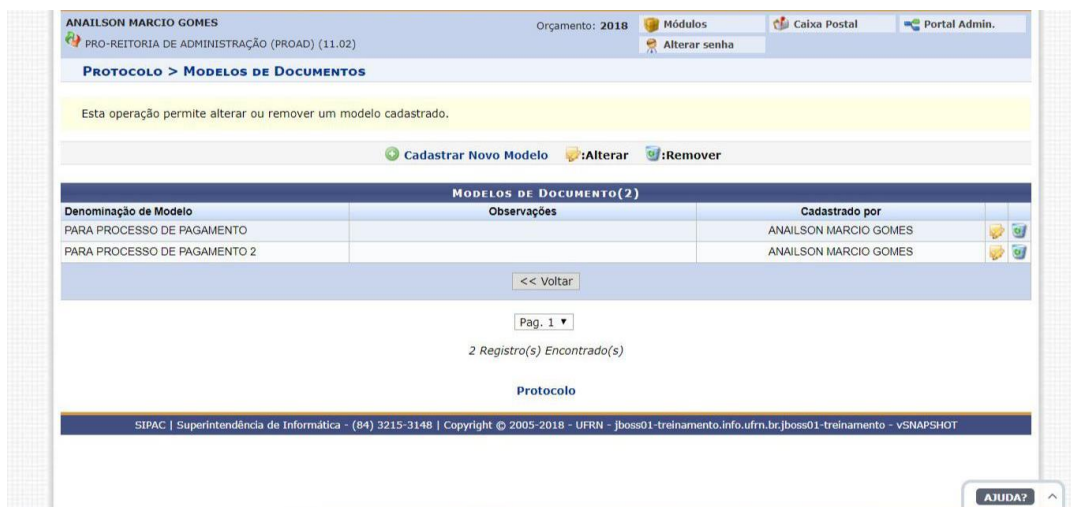 ANAILSON MARCIO GOMES Orçamento: 2018 Módulos Caixa Postal Portal Admin.
PRO-REITORIA DE ADMINISTRAÇÃO (PROAD) (11.02) Alterar senha
PROTOCOLO > MODELOS DE DOCUMENTOS
Esta operação permite alterar ou remover um modelo cadastrado.
Cadastrar Novo Modelo :Alterar :Remover
MODELOS DE DOCUMENTO(2)
Denominação de Modelo Observações Cadastrado por
PARA PROCESSO DE PAGAMENTO ANAILSON MARCIO GOMES
PARA PROCESSO DE PAGAMENTO 2 ANAILSON MARCIO GOMES
<< Voltar
Pag. 1
2 Registro(s) Encontrado(s)
Protocolo
SIPAC | Superintendência de Informática - (84) 3215-3148 | Copyright © 2005-2018 - UFRN - jboss01-treinamento.info.ufrn.br.jboss01-treinamento - vSNAPSHOT
AJUDA?